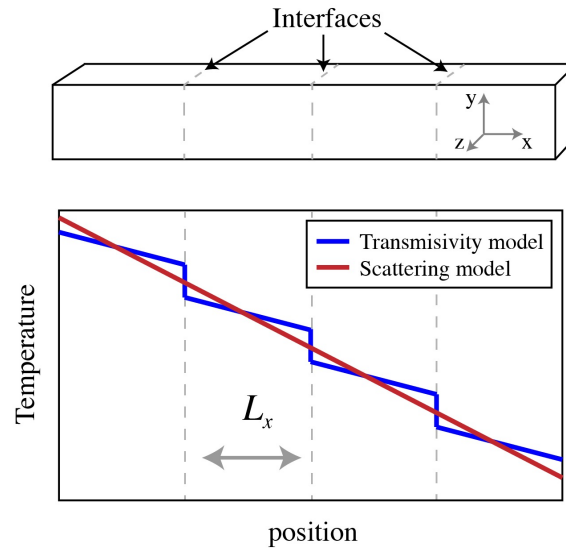 Interfaces
y
z
x
Transmisivity model
Scattering model
Temperature
Lx
position